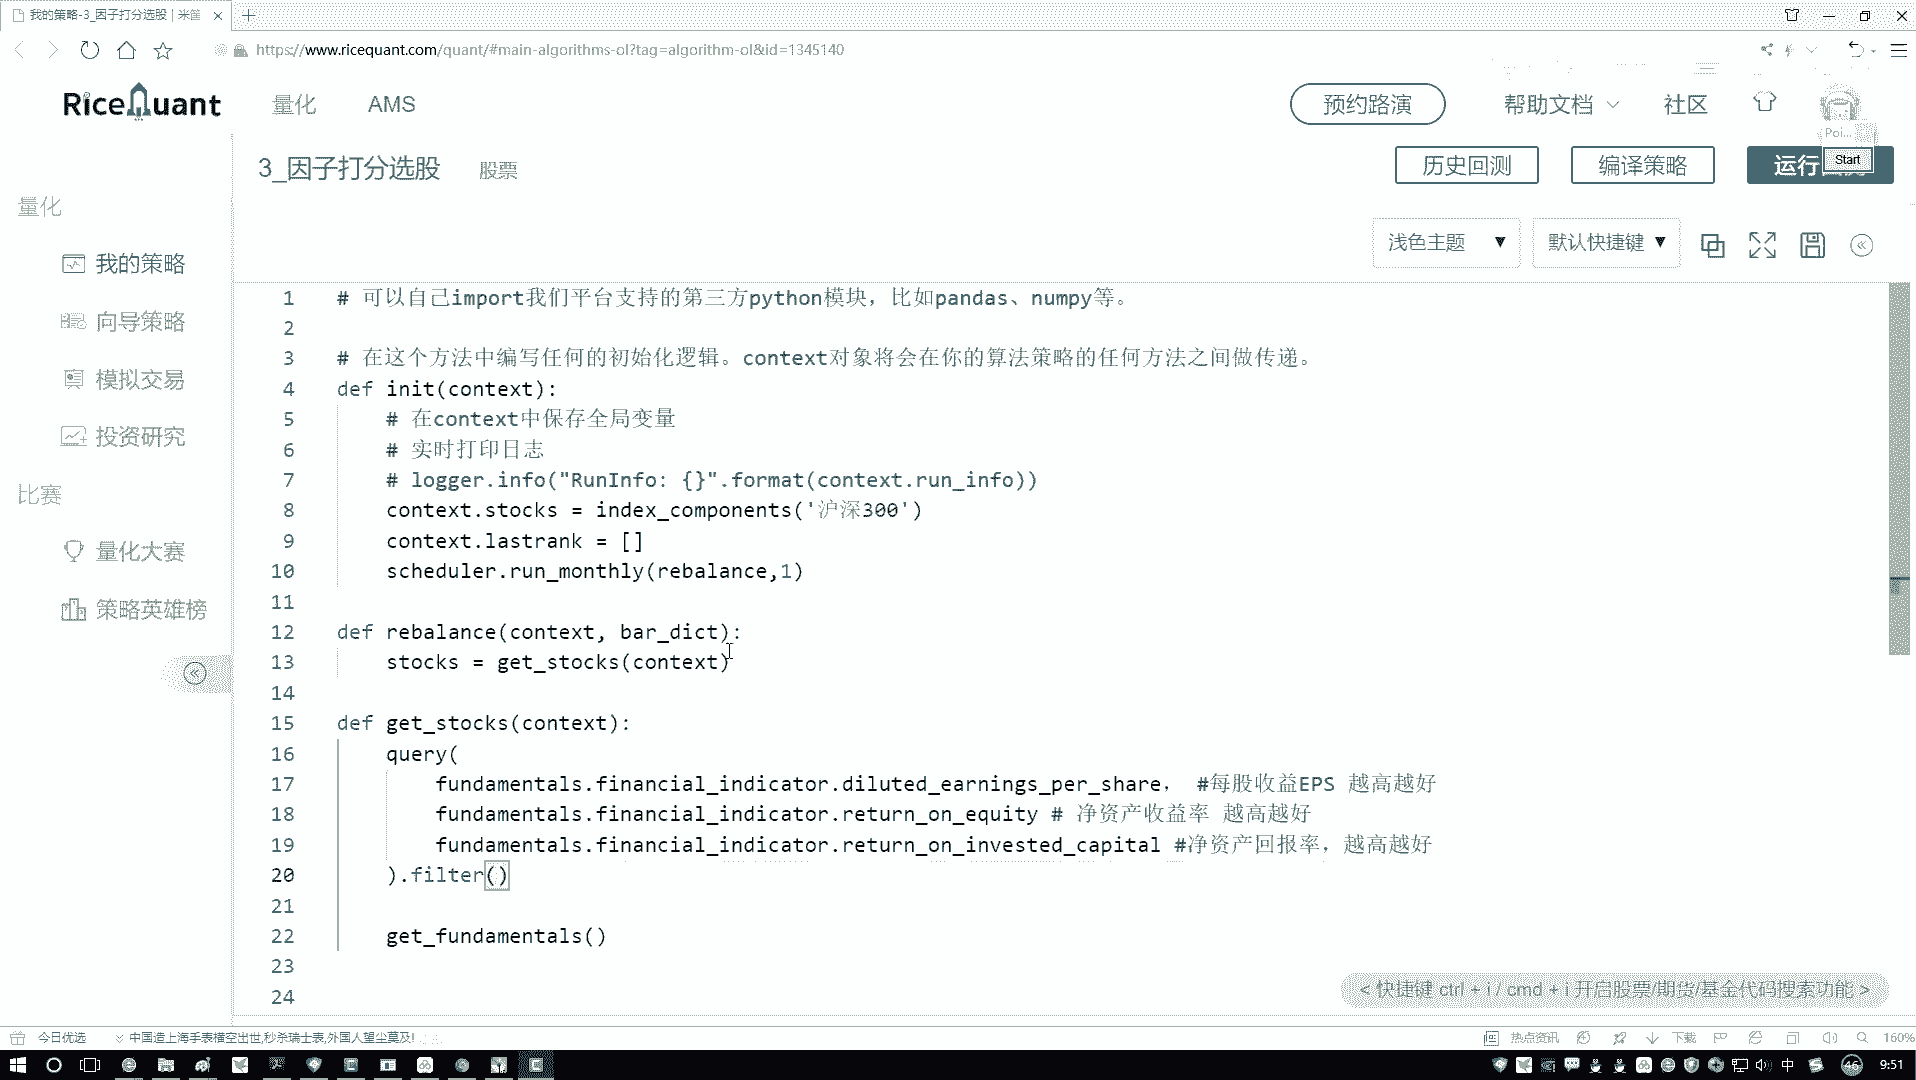 我的策略-3_因子打分选股 | 米筐
https://www.ricequant.com/quant/#main-algorithms-ol?tag=algorithm-ol&id=1345140
RiceQuant
量化
AMS
预约路演
帮助文档
社区
Poi...
Start
3_因子打分选股
股票
历史回测
编译策略
运行
量化
我的策略
向导策略
模拟交易
投资研究
比赛
量化大赛
策略英雄榜
浅色主题 ▼
默认快捷键 ▼
1 # 可以自己import我们平台支持的第三方python模块，比如pandas、numpy等。
2
3 # 在这个方法中编写任何的初始化逻辑。context对象将会在你的算法策略的任何方法之间做传递。
4 def init(context):
5 # 在context中保存全局变量
6 # 实时打印日志
7 # logger.info("RunInfo: {}".format(context.run_info))
8 context.stocks = index_components('沪深300')
9 context.lastrank = []
10 scheduler.run_monthly(rebalance,1)
11
12 def rebalance(context, bar_dict):
13 stocks = get_stocks(context)
14
15 def get_stocks(context):
16 query(
17 fundamentals.financial_indicator.diluted_earnings_per_share， #每股收益EPS 越高越好
18 fundamentals.financial_indicator.return_on_equity # 净资产收益率 越高越好
19 fundamentals.financial_indicator.return_on_invested_capital #净资产回报率，越高越好
20 ).filter()
21
22 get_fundamentals()
23
24
< 快捷键 ctrl + i / cmd + i 开启股票/期货/基金代码搜索功能 >
今日优选
中国造上海手表横空出世,秒杀瑞士表,外国人望尘莫及!
热点资讯
下载
160%
中
46
9:51